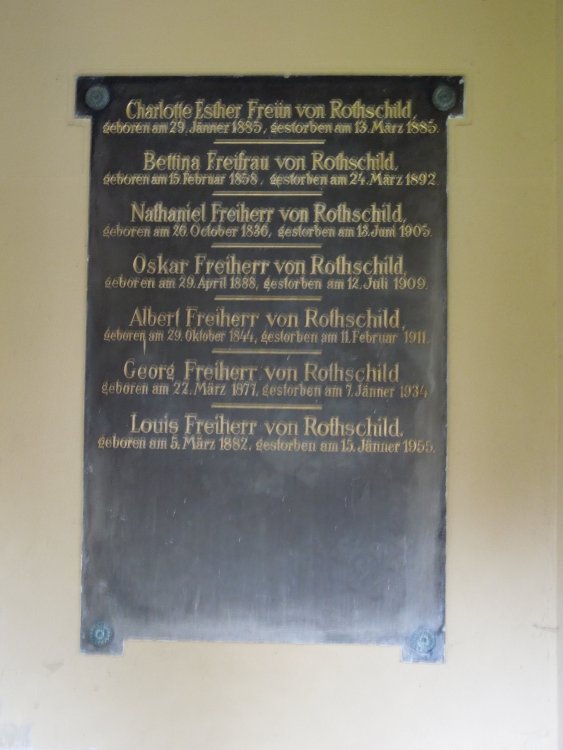 Charlotte Esther Freiin von Rothschild,
geboren am 29. Jänner 1885, gestorben am 13. März 1885.
Bettina Freifrau von Rothschild,
geboren am 15. Februar 1858, gestorben am 24. März 1892.
Nathaniel Freiherr von Rothschild,
geboren am 26. October 1836, gestorben am 13. Juni 1905.
Oskar Freiherr von Rothschild,
geboren am 29. April 1888, gestorben am 12. Juli 1909.
Albert Freiherr von Rothschild,
geboren am 29. Oktober 1844, gestorben am 11. Februar 1911.
Georg Freiherr von Rothschild
geboren am 22. März 1877, gestorben am 7. Jänner 1934
Louis Freiherr von Rothschild,
geboren am 5. März 1882, gestorben am 15. Jänner 1955.